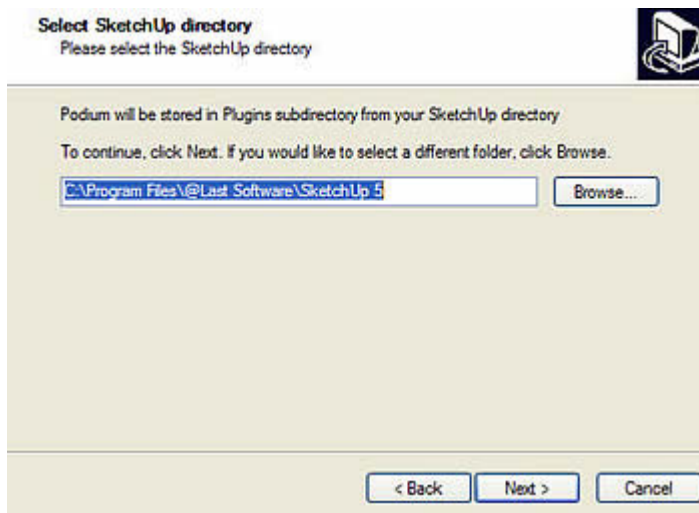 Select SketchUp directory
Please select the SketchUp directory
Podium will be stored in Plugins subdirectory from your SketchUp directory
To continue, click Next. If you would like to select a different folder, click Browse.
C:\Program Files\@Last Software\SketchUp 5
Browse...
< Back
Next >
Cancel